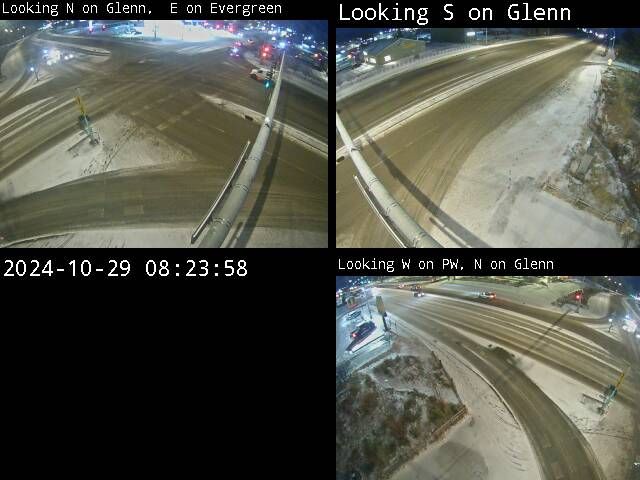 Looking N on Glenn,  E on Evergreen
Looking S on Glenn
2024-10-29 08:23:58
Looking W on PW, N on Glenn